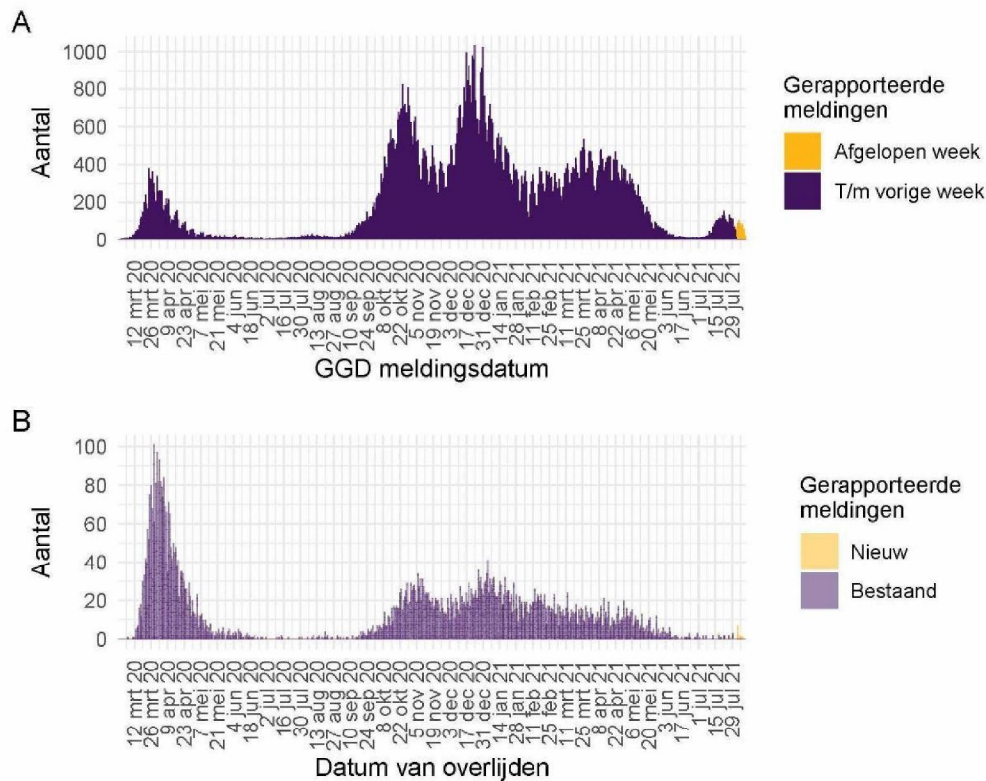 A
1000
800
600
400
200
0
Aantal
12 mrt 20
26 mrt 20
9 apr 20
23 apr 20
7 mei 20
21 mei 20
4 jun 20
18 jun 20
2 jul 20
16 jul 20
30 jul 20
13 aug 20
27 aug 20
10 sep 20
24 sep 20
8 okt 20
22 okt 20
5 nov 20
19 nov 20
3 dec 20
17 dec 20
31 dec 20
14 jan 21
28 jan 21
11 feb 21
25 feb 21
11 mrt 21
25 mrt 21
8 apr 21
22 apr 21
6 mei 21
20 mei 21
3 jun 21
17 jun 21
1 jul 21
15 jul 21
29 jul 21
GGD meldingsdatum
Gerapporteerde
meldingen
Afgelopen week
T/m vorige week
B
100
80
60
40
20
0
Aantal
12 mrt 20
26 mrt 20
9 apr 20
23 apr 20
7 mei 20
21 mei 20
4 jun 20
18 jun 20
2 jul 20
16 jul 20
30 jul 20
13 aug 20
27 aug 20
10 sep 20
24 sep 20
8 okt 20
22 okt 20
5 nov 20
19 nov 20
3 dec 20
17 dec 20
31 dec 20
14 jan 21
28 jan 21
11 feb 21
25 feb 21
11 mrt 21
25 mrt 21
8 apr 21
22 apr 21
6 mei 21
20 mei 21
3 jun 21
17 jun 21
1 jul 21
15 jul 21
29 jul 21
Datum van overlijden
Gerapporteerde
meldingen
Nieuw
Bestaand